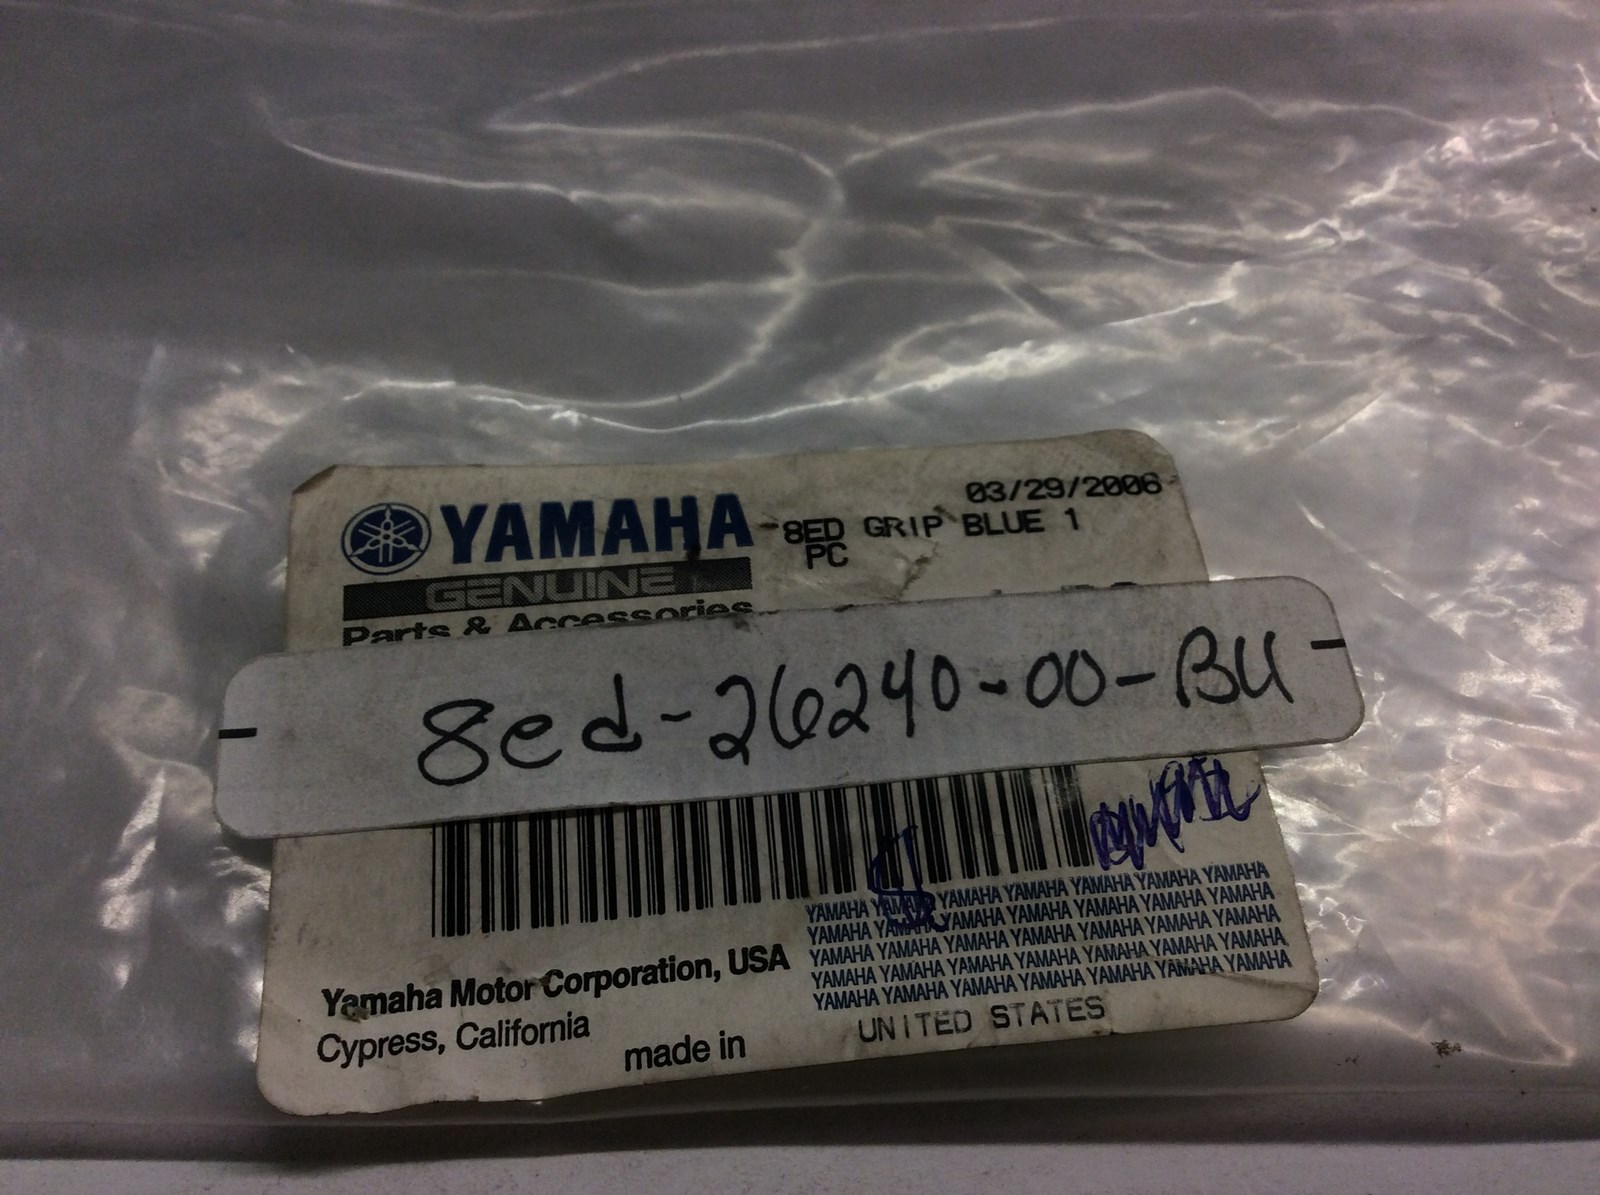 03/29/2006
YAMAHA -8ED GRIP BLUE 1
PC
GENUINE
Parts & Accessories
8ed-26240-00-BU
YAMAHA YAMAHA YAMAHA YAMAHA YAMAHA YAMAHA YAMAHA
YAMAHA YAMAHA YAMAHA YAMAHA YAMAHA YAMAHA YAMAHA
YAMAHA YAMAHA YAMAHA YAMAHA YAMAHA YAMAHA YAMAHA
YAMAHA YAMAHA YAMAHA YAMAHA YAMAHA YAMAHA YAMAHA
YAMAHA YAMAHA YAMAHA YAMAHA YAMAHA YAMAHA YAMAHA
Yamaha Motor Corporation, USA
Cypress, California
made in UNITED STATES